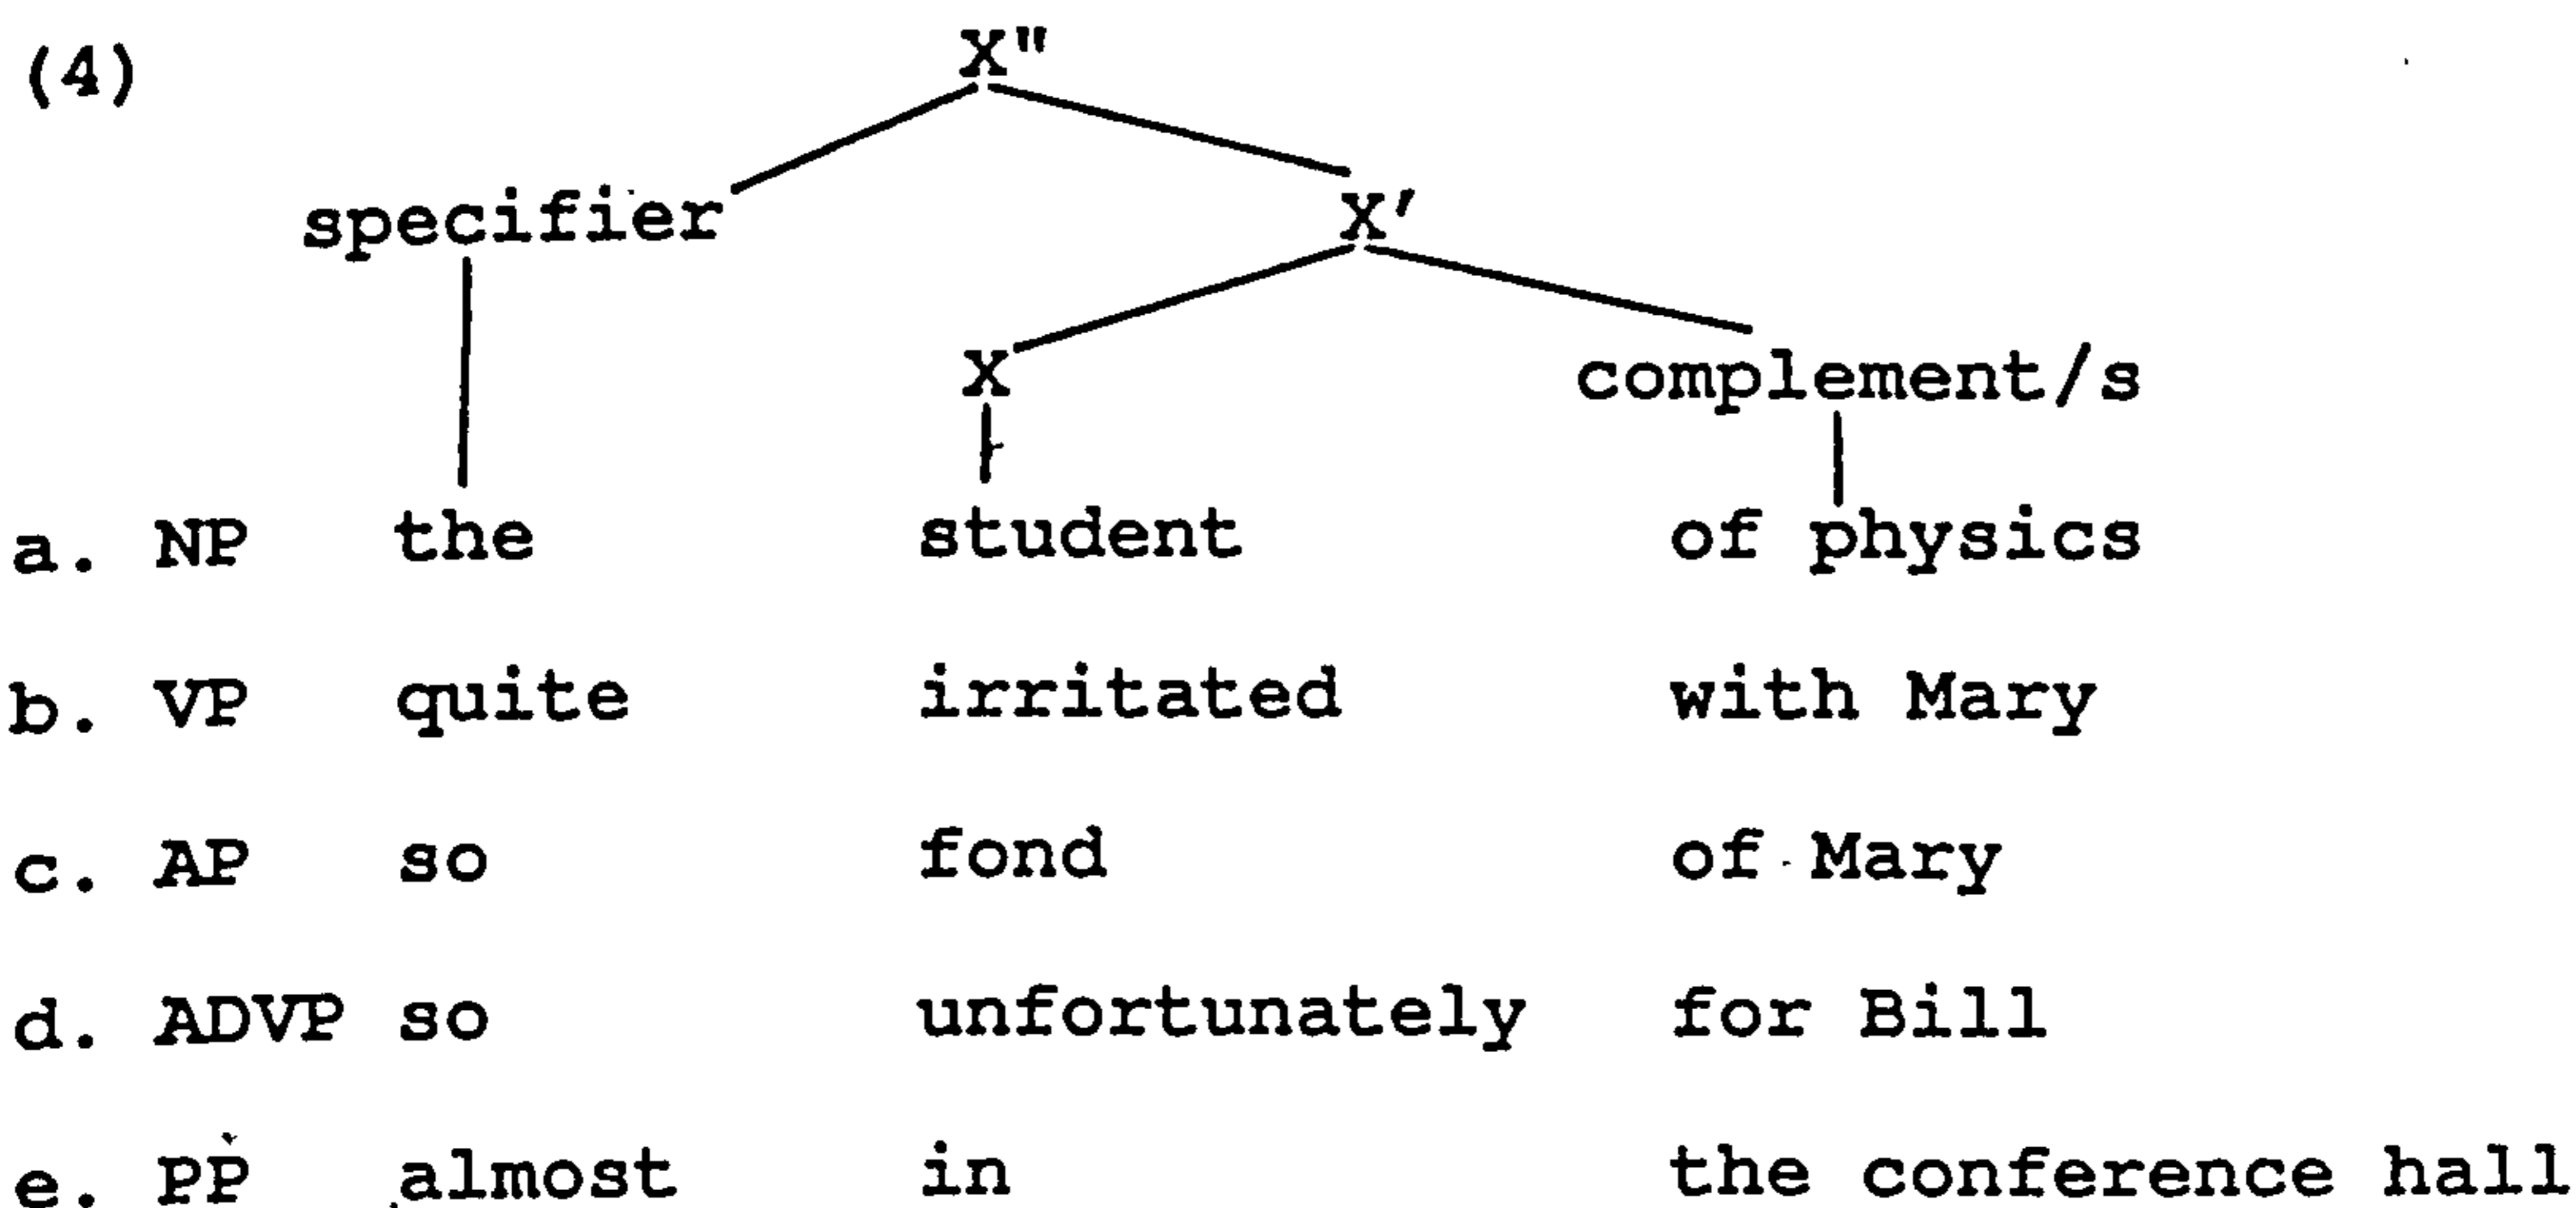 (4) X"
specifier X'
X complement/s
a. NP the student of physics
b. VP quite irritated with Mary
c. AP so fond of Mary
d. ADVP so unfortunately for Bill
e. PP almost in the conference hall